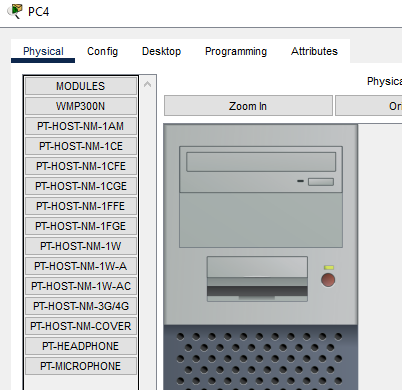 PC4
Physical Config Desktop Programming Attributes
MODULES
WMP300N
PT-HOST-NM-1AM
PT-HOST-NM-1CE
PT-HOST-NM-1CFE
PT-HOST-NM-1CGE
PT-HOST-NM-1FFE
PT-HOST-NM-1FGE
PT-HOST-NM-1W
PT-HOST-NM-1W-A
PT-HOST-NM-1W-AC
PT-HOST-NM-3G/4G
PT-HOST-NM-COVER
PT-HEADPHONE
PT-MICROPHONE
Physica
Zoom In Ori